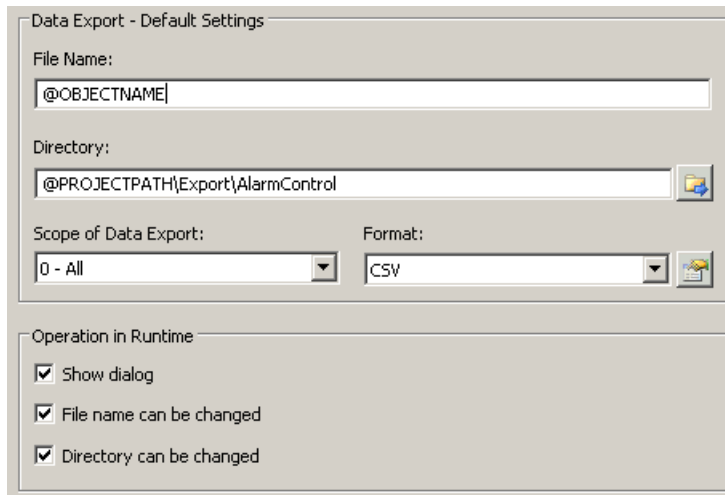 Data Export - Default Settings
File Name:
@OBJECTNAME
Directory:
@PROJECTPATH\Export\AlarmControl
Scope of Data Export: Format:
0 - All CSV
Operation in Runtime
Show dialog
File name can be changed
Directory can be changed